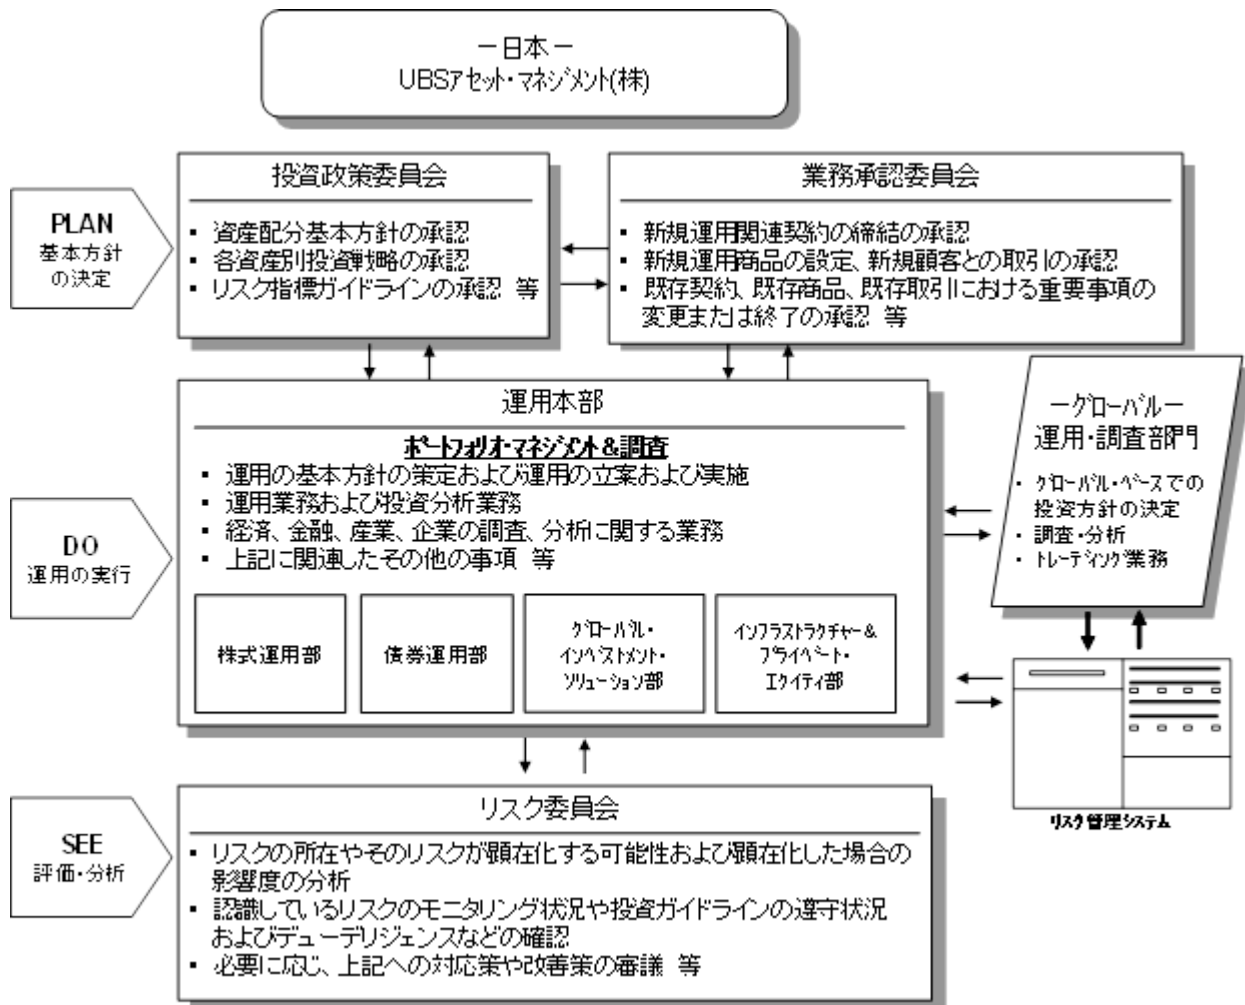 －日本－
UBSアセット・マネジメント(株)
PLAN
基本方針
の決定
投資政策委員会
▪ 資産配分基本方針の承認
▪ 各資産別投資戦略の承認
▪ リスク指標ガイドラインの承認 等
業務承認委員会
▪ 新規運用関連契約の締結の承認
▪ 新規運用商品の設定、新規顧客との取引の承認
▪ 既存契約、既存商品、既存取引における重要事項の
変更または終了の承認 等
DO
運用の実行
運用本部
ポートフォリオ・マネジメント＆調査
▪ 運用の基本方針の策定および運用の立案および実施
▪ 運用業務および投資分析業務
▪ 経済、金融、産業、企業の調査、分析に関する業務
▪ 上記に関連したその他の事項 等
株式運用部
債券運用部
グローバル・
インベストメント・
ソリューション部
インフラストラクチャー＆
プライベート・
エクイティ部
－グローバル－
運用・調査部門
・ グローバル・ベースでの
投資方針の決定
・ 調査・分析
・ トレーディング業務
リスク管理システム
SEE
評価・分析
リスク委員会
▪ リスクの所在やそのリスクが顕在化する可能性および顕在化した場合の
影響度の分析
▪ 認識しているリスクのモニタリング状況や投資ガイドラインの遵守状況
およびデューデリジェンスなどの確認
▪ 必要に応じ、上記への対応策や改善策の審議 等